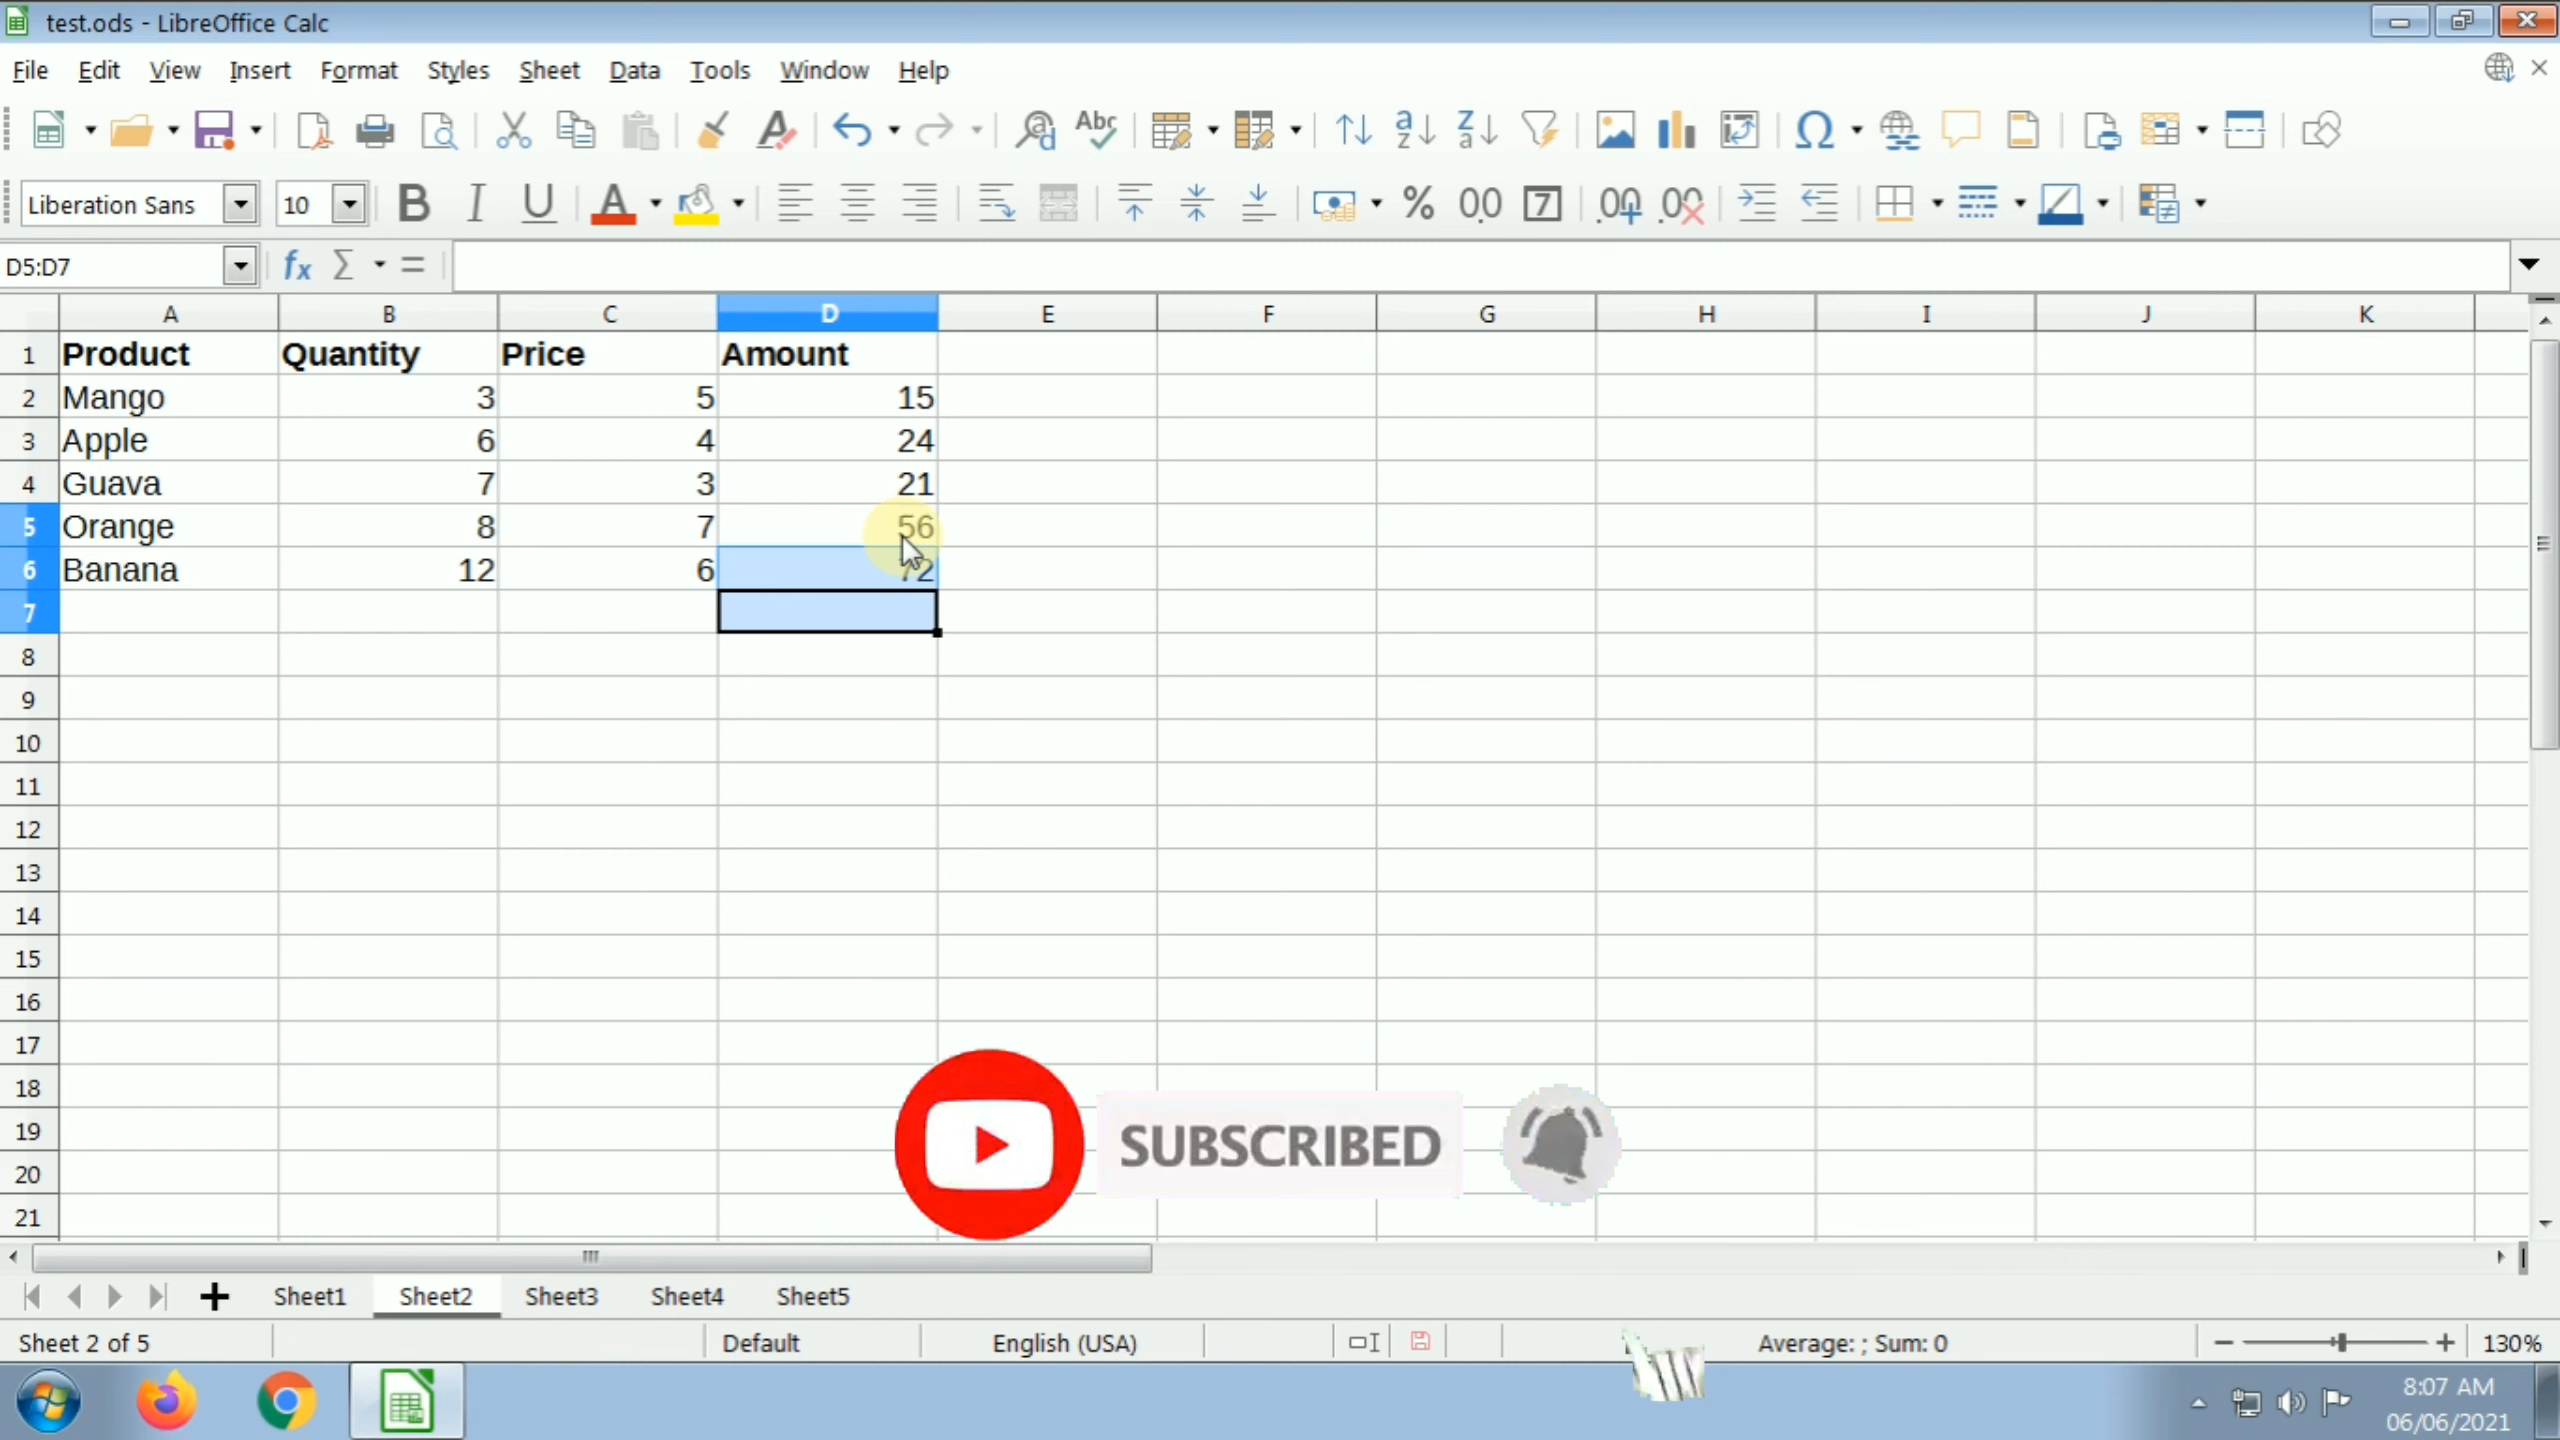 test.ods - LibreOffice Calc
File Edit View Insert Format Styles Sheet Data Tools Window Help
Liberation Sans 10
D5:D7
A B C D E F G H I J K
1 Product Quantity Price Amount
2 Mango 3 5 15
3 Apple 6 4 24
4 Guava 7 3 21
5 Orange 8 7 56
6 Banana 12 6 72
7
8
9
10
11
12
13
14
15
16
17
18
19
SUBSCRIBED
20
21
Sheet1 Sheet2 Sheet3 Sheet4 Sheet5
Sheet 2 of 5 Default English (USA) Average: ; Sum: 0 130%
8:07 AM
06/06/2021